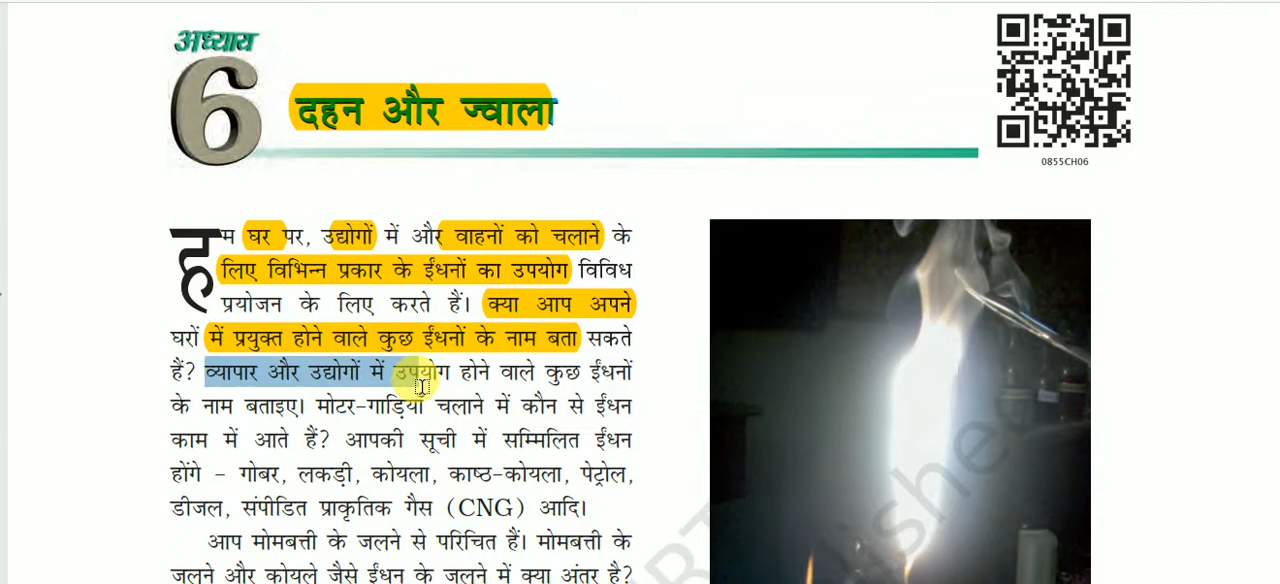 अध्याय
6
दहन और ज्वाला
0855CH06
हम घर पर, उद्योगों में और वाहनों को चलाने के
लिए विभिन्न प्रकार के ईंधनों का उपयोग विविध
प्रयोजन के लिए करते हैं। क्या आप अपने
घरों में प्रयुक्त होने वाले कुछ ईंधनों के नाम बता सकते
हैं? व्यापार और उद्योगों में उपयोग होने वाले कुछ ईंधनों
के नाम बताइए। मोटर-गाड़ियाँ चलाने में कौन से ईंधन
काम में आते हैं? आपकी सूची में सम्मिलित ईंधन
होंगे – गोबर, लकड़ी, कोयला, काष्ठ-कोयला, पेट्रोल,
डीजल, संपीडित प्राकृतिक गैस (CNG) आदि।
आप मोमबत्ती के जलने से परिचित हैं। मोमबत्ती के
जलने और कोयले जैसे ईंधन के जलने में क्या अंतर है?